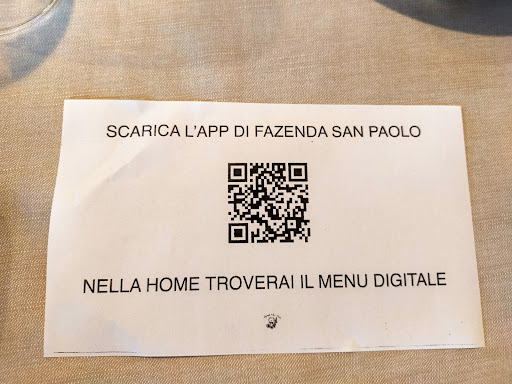 SCARICA L'APP DI FAZENDA SAN PAOLO
NELLA HOME TROVERAI IL MENU DIGITALE